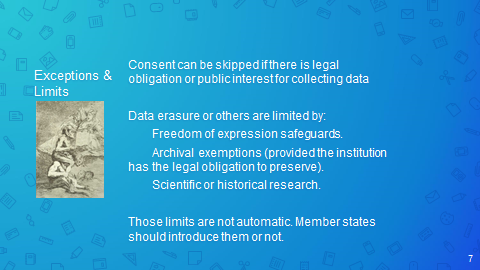 Exceptions &
Limits
Consent can be skipped if there is legal
obligation or public interest for collecting data
Data erasure or others are limited by:
Freedom of expression safeguards.
Archival exemptions (provided the institution
has the legal obligation to preserve).
Scientific or historical research.
Those limits are not automatic. Member states
should introduce them or not.
7